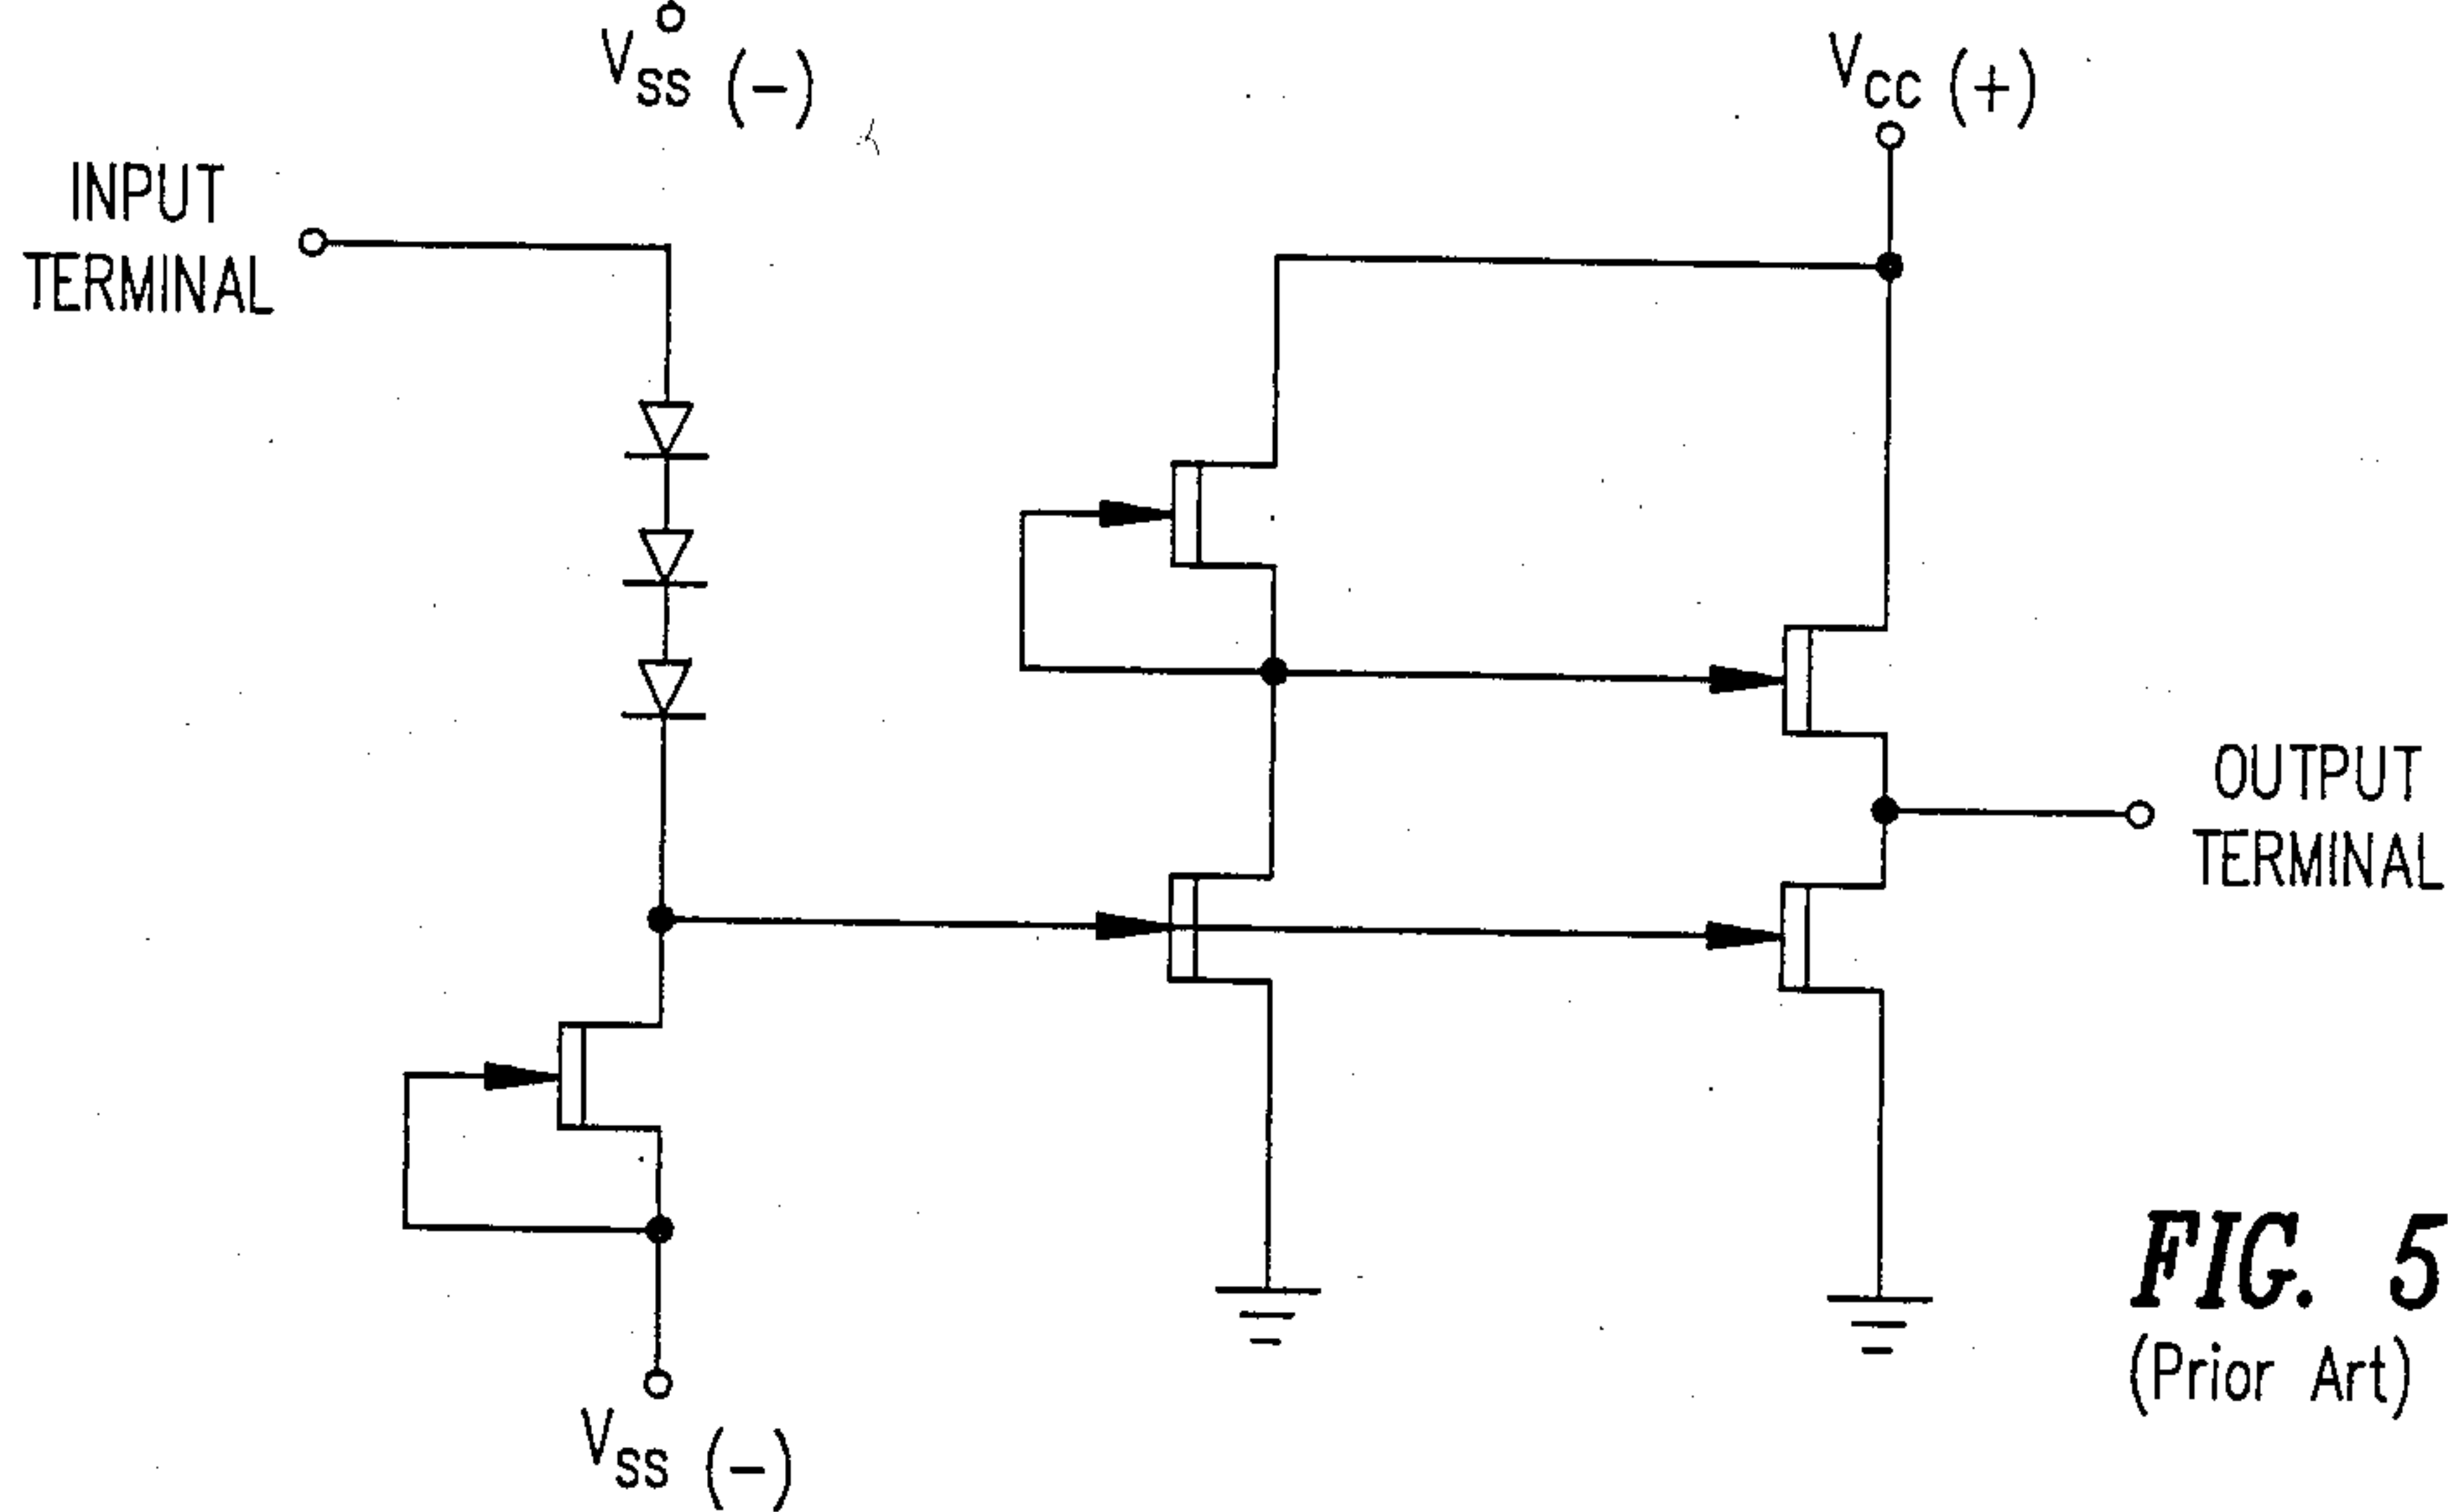 V_SS (-)
V_CC (+)
INPUT
TERMINAL
OUTPUT
TERMINAL
FIG. 5
(Prior Art)
V_SS (-)